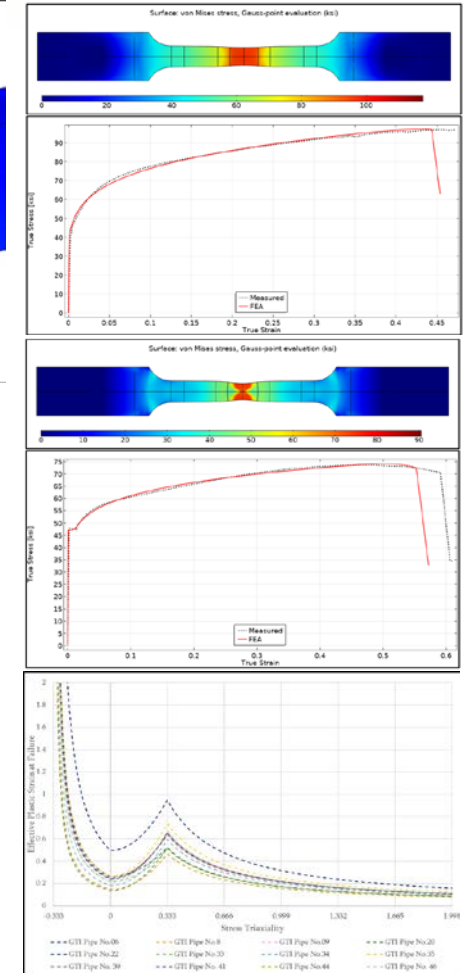 Surface: von Mises stress, Gauss-point evaluation (ksi)
0 20 40 60 80 100
True Stress [ksi]
90
80
70
60
50
40
30
20
10
0
Measured
FEA
0 0.05 0.1 0.15 0.2 0.25 0.3 0.35 0.4 0.45
True Strain
Surface: von Mises stress, Gauss-point evaluation (ksi)
0 10 20 30 40 50 60 70 80 90
True Stress [ksi]
75
70
65
60
55
50
45
40
35
30
25
20
15
10
5
0
Measured
FEA
0 0.1 0.2 0.3 0.4 0.5 0.6
True Strain
Effective Plastic Strain at Failure
2
1.8
1.6
1.4
1.2
1
0.8
0.6
0.4
0.2
0
-0.333 0 0.333 0.666 0.999 1.332 1.665 1.998
Stress Triaxiality
GTI Pipe No.06 GTI Pipe No.8 GTI Pipe No.09 GTI Pipe No.20
GTI Pipe No.22 GTI Pipe No.34 GTI Pipe No.35
GTI Pipe No.39 GTI Pipe No.41 GTI Pipe No.44 GTI Pipe No.46